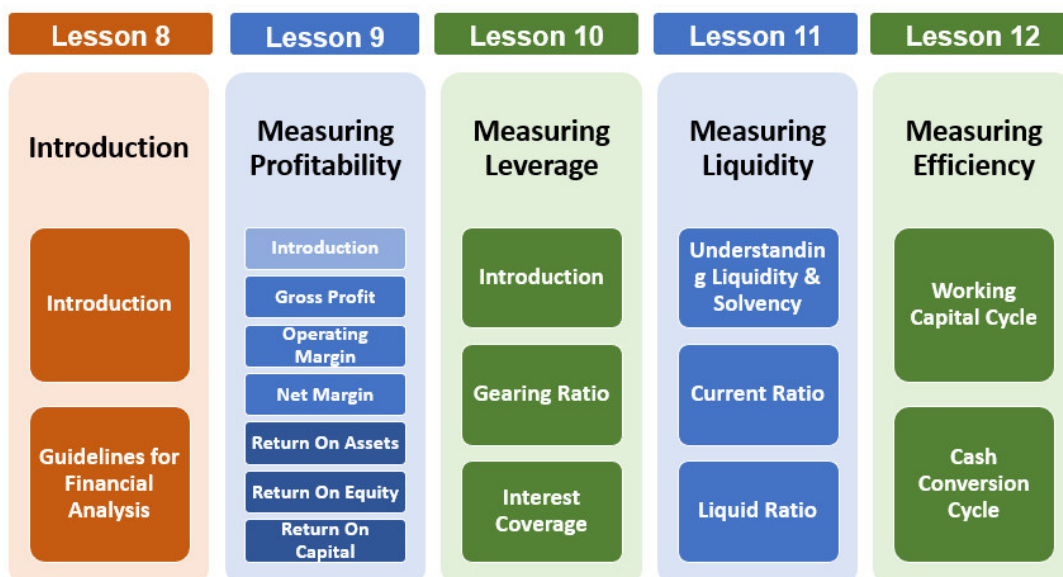 Lesson 8
Lesson 9
Lesson 10
Lesson 11
Lesson 12
Introduction
Introduction
Guidelines for
Financial
Analysis
Measuring
Profitability
Introduction
Gross Profit
Operating
Margin
Net Margin
Return On Assets
Return On Equity
Return On
Capital
Measuring
Leverage
Introduction
Gearing Ratio
Interest
Coverage
Measuring
Liquidity
Understandin
g Liquidity &
Solvency
Current Ratio
Liquid Ratio
Measuring
Efficiency
Working
Capital Cycle
Cash
Conversion
Cycle